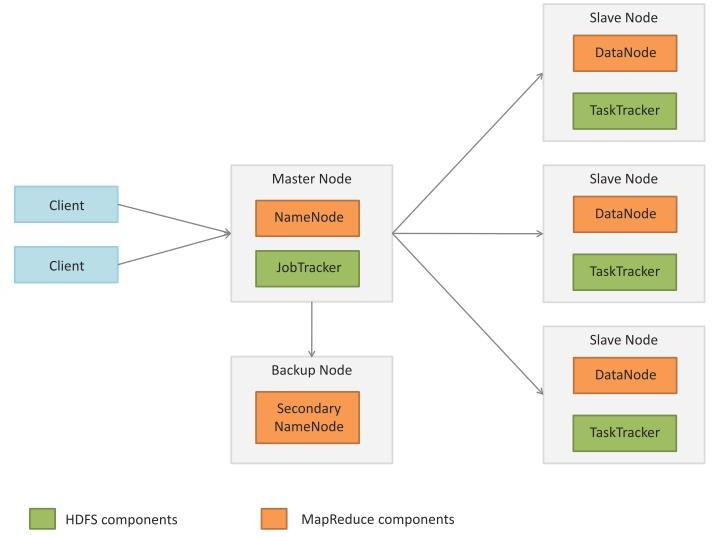 Client
Client
Master Node
NameNode
JobTracker
Backup Node
Secondary
NameNode
Slave Node
DataNode
TaskTracker
Slave Node
DataNode
TaskTracker
Slave Node
DataNode
TaskTracker
HDFS components
MapReduce components